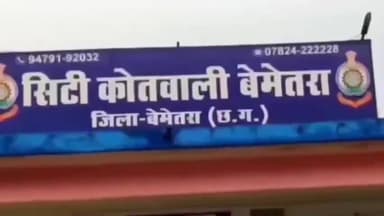 94791-92032 07824-222228
सिटी कोतवाली बेमेतरा
जिला-बेमेतरा (छ.ग.)